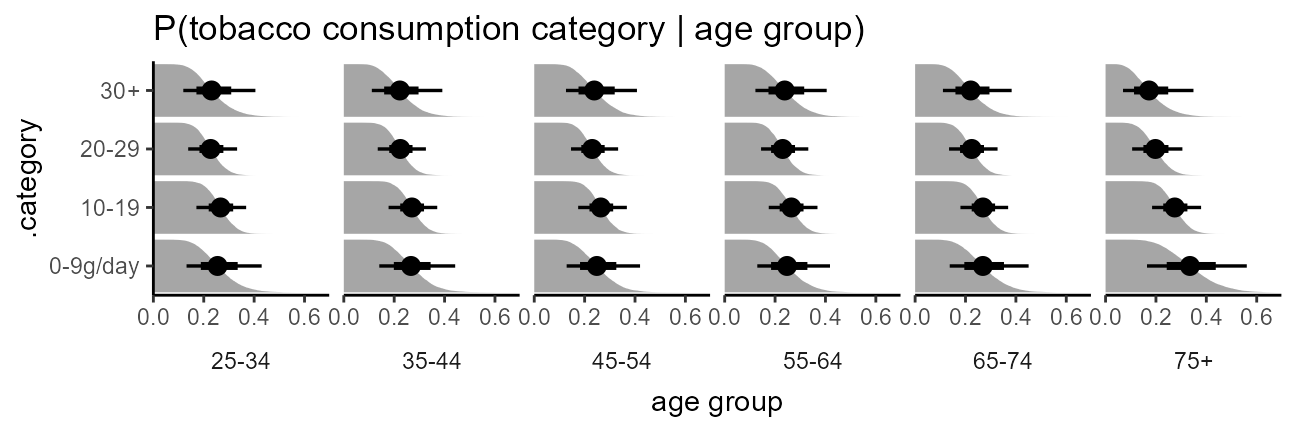 P(tobacco consumption category | age group)
.category
30+
20-29
10-19
0-9g/day
0.0 0.2 0.4 0.6 0.0 0.2 0.4 0.6 0.0 0.2 0.4 0.6 0.0 0.2 0.4 0.6 0.0 0.2 0.4 0.6 0.0 0.2 0.4 0.6
25-34 35-44 45-54 55-64 65-74 75+
age group